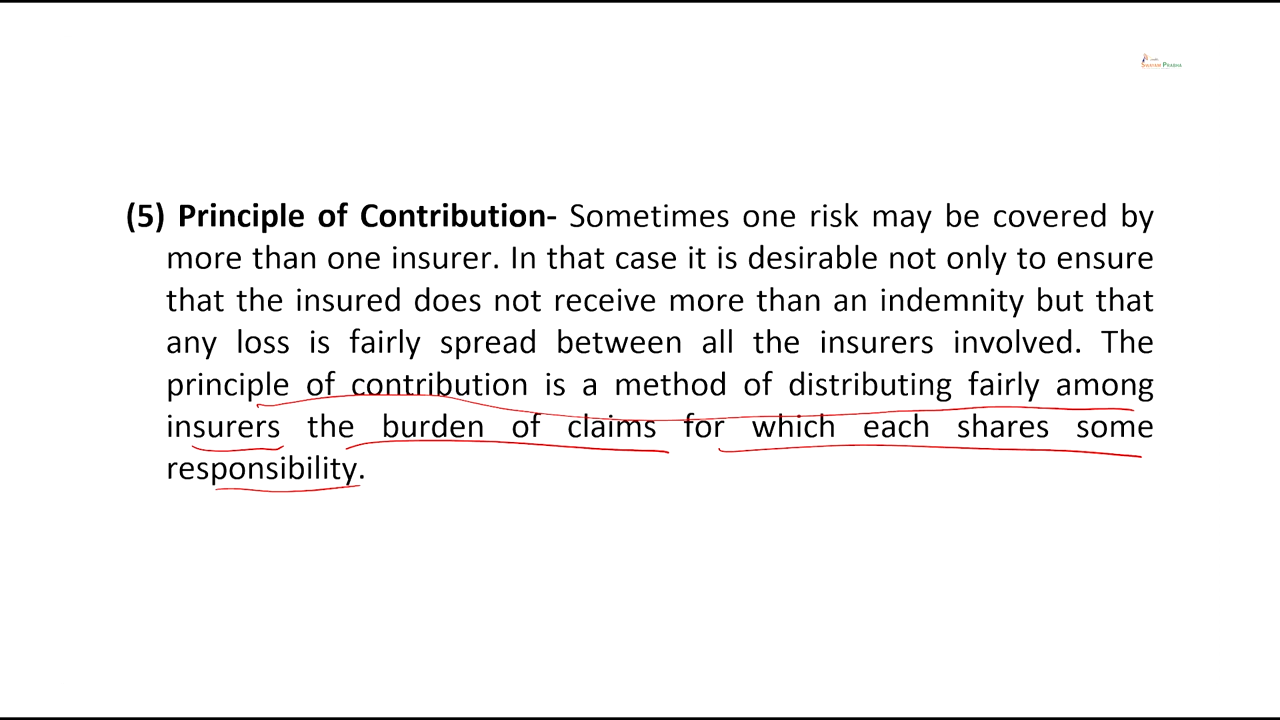 SWAYAM PRABHA
(5) Principle of Contribution- Sometimes one risk may be covered by
more than one insurer. In that case it is desirable not only to ensure
that the insured does not receive more than an indemnity but that
any loss is fairly spread between all the insurers involved. The
principle of contribution is a method of distributing fairly among
insurers the burden of claims for which each shares some
responsibility.